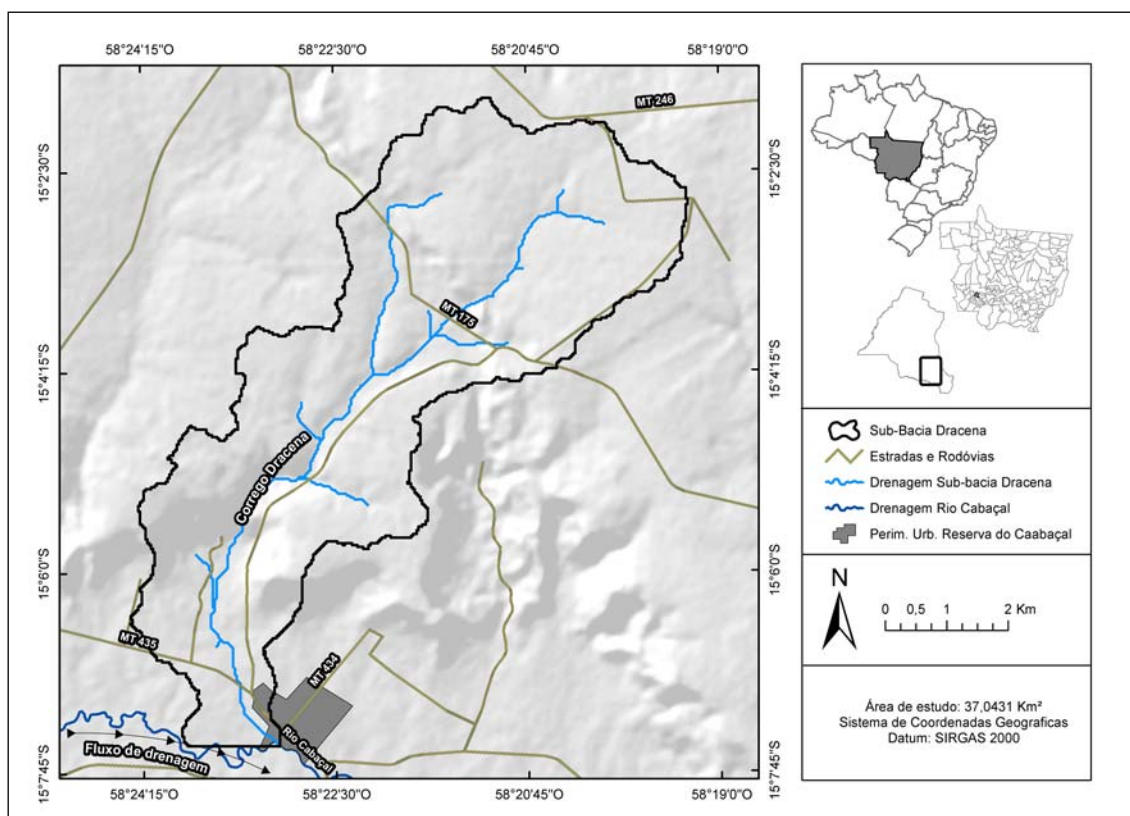 58°24'15"O
58°22'30"O
58°20'45"O
58°19'0"O
15°2'30"S
15°2'30"S
15°4'15"S
15°4'15"S
15°6'0"S
15°6'0"S
15°7'45"S
15°7'45"S
MT 246
MT 175
Corrego Dracena
MT 435
MT 434
Rio Cabaçal
Fluxo de drenagem
58°24'15"O
58°22'30"O
58°20'45"O
58°19'0"O
Sub-Bacia Dracena
Estradas e Rodóvias
Drenagem Sub-bacia Dracena
Drenagem Rio Cabaçal
Perim. Urb. Reserva do Caabaçal
N
0 0,5 1 2 Km
Área de estudo: 37,0431 Km²
Sistema de Coordenadas Geograficas
Datum: SIRGAS 2000